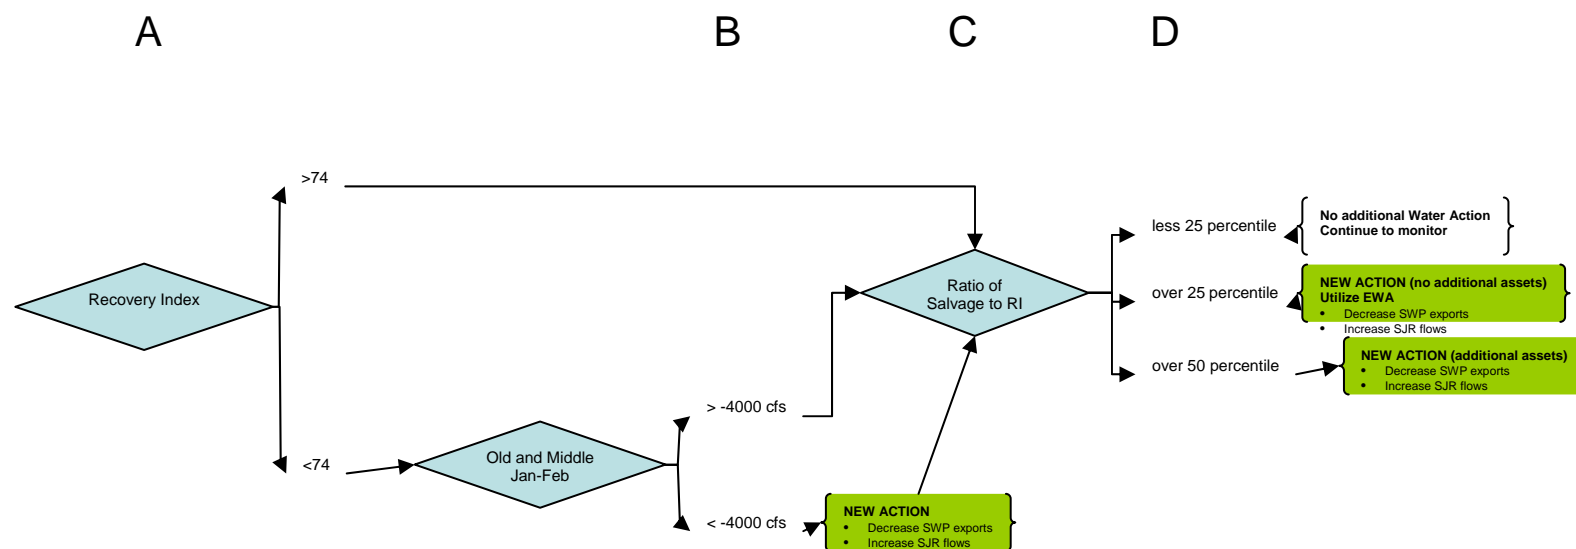 A
B
C
D
>74
Recovery Index
<74
Old and Middle
Jan-Feb
> -4000 cfs
< -4000 cfs
NEW ACTION
• Decrease SWP exports
• Increase SJR flows
Ratio of
Salvage to RI
less 25 percentile
No additional Water Action
Continue to monitor
over 25 percentile
NEW ACTION (no additional assets)
Utilize EWA
• Decrease SWP exports
• Increase SJR flows
over 50 percentile
NEW ACTION (additional assets)
• Decrease SWP exports
• Increase SJR flows